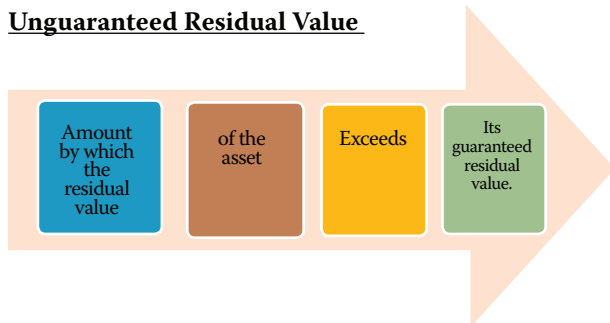 Unguaranteed Residual Value
Amount
by which
the
residual
value
of the
asset
Exceeds
Its
guaranteed
residual
value.